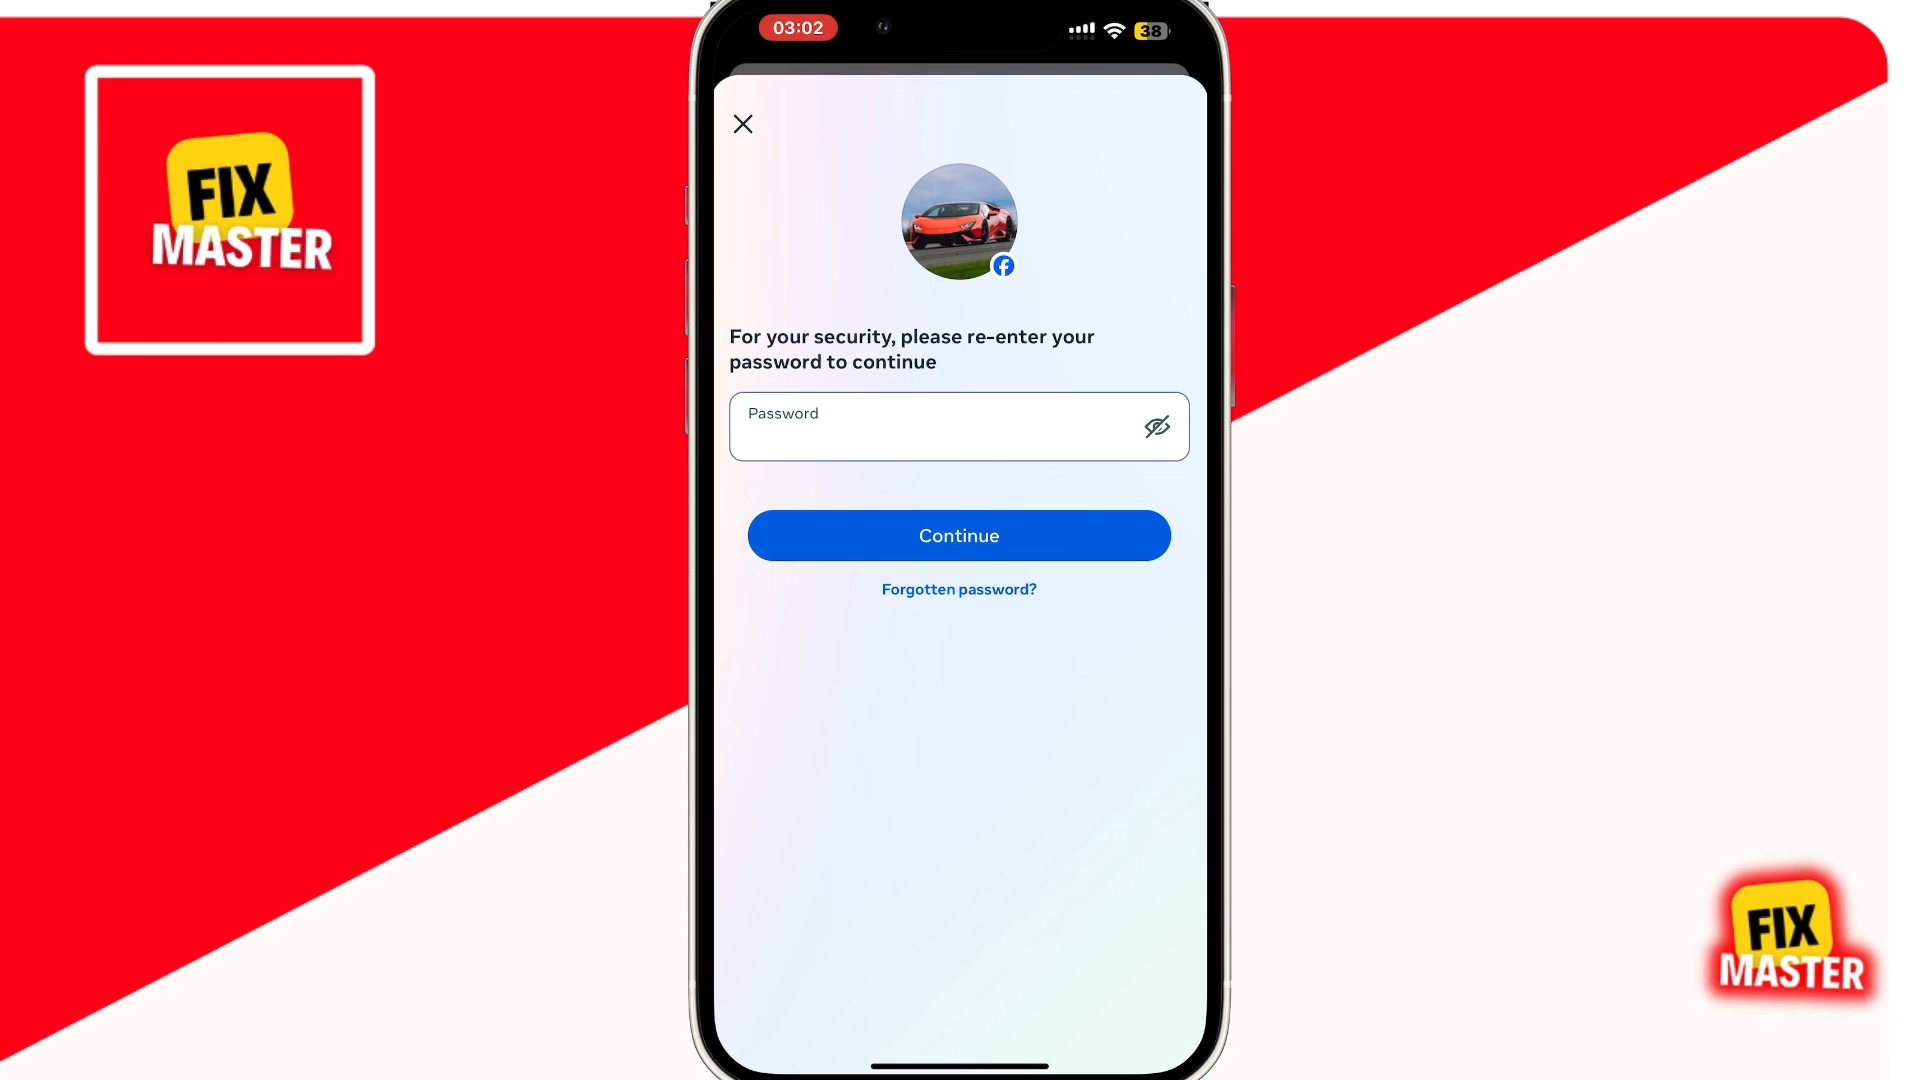 FIX
MASTER
03:02
38
For your security, please re-enter your
password to continue
Password
Continue
Forgotten password?
FIX
MASTER